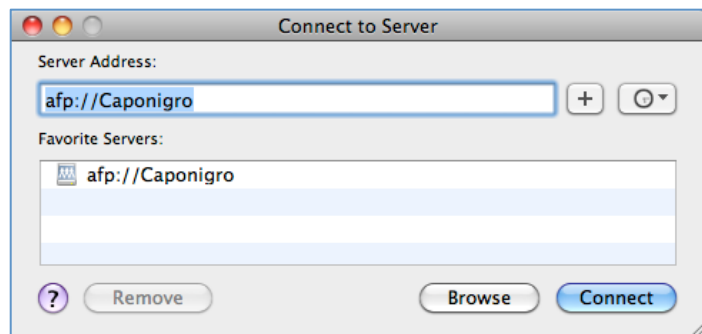 Connect to Server
Server Address:
afp://Caponigro
+
Favorite Servers:
afp://Caponigro
? Remove Browse Connect